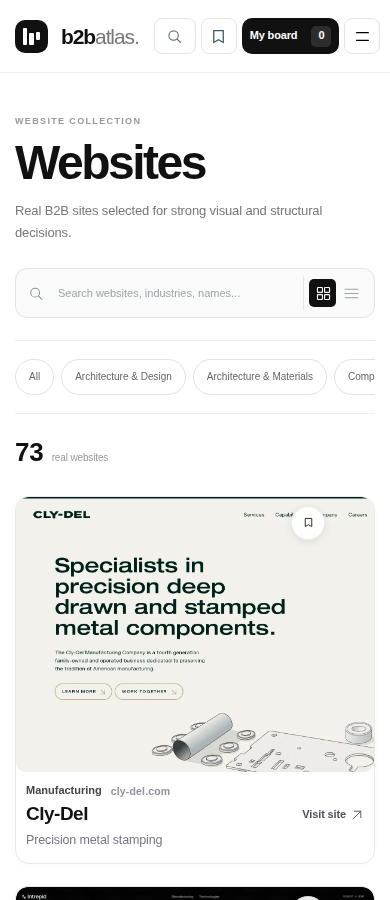 b2batlas.
My board 0
WEBSITE COLLECTION
Websites
Real B2B sites selected for strong visual and structural
decisions.
Search websites, industries, names...
All
Architecture & Design
Architecture & Materials
Comp
73 real websites
CLY-DEL
Services
Careers
Specialists in
precision deep
drawn and stamped
metal components.
The Cly-Del Manufacturing Company is a fourth generation
family-owned and operated business dedicated to preserving
the tradition of American manufacturing.
LEARN MORE
WORK TOGETHER
Manufacturing cly-del.com
Cly-Del
Visit site
Precision metal stamping
Intrepid
Manufacturing Technologies